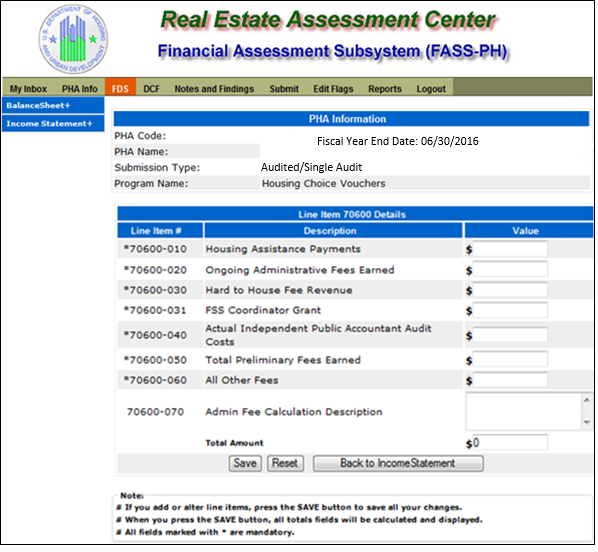 U.S. DEPARTMENT OF HOUSING AND URBAN DEVELOPMENT
Real Estate Assessment Center
Financial Assessment Subsystem (FASS-PH)
My Inbox PHA Info FDS DCF Notes and Findings Submit Edit Flags Reports Logout
BalanceSheet+
Income Statement+
PHA Information
PHA Code: Fiscal Year End Date: 06/30/2016
PHA Name:
Submission Type: Audited/Single Audit
Program Name: Housing Choice Vouchers
Line Item 70600 Details
Line Item # Description Value
*70600-010 Housing Assistance Payments $
*70600-020 Ongoing Administrative Fees Earned $
*70600-030 Hard to House Fee Revenue $
*70600-031 FSS Coordinator Grant $
*70600-040 Actual Independent Public Accountant Audit $
Costs
*70600-050 Total Preliminary Fees Earned $
*70600-060 All Other Fees $
70600-070 Admin Fee Calculation Description
Total Amount $0
Save Reset Back to IncomeStatement
Note:
# If you add or alter line items, press the SAVE button to save all your changes.
# When you press the SAVE button, all totals fields will be calculated and displayed.
# All fields marked with * are mandatory.